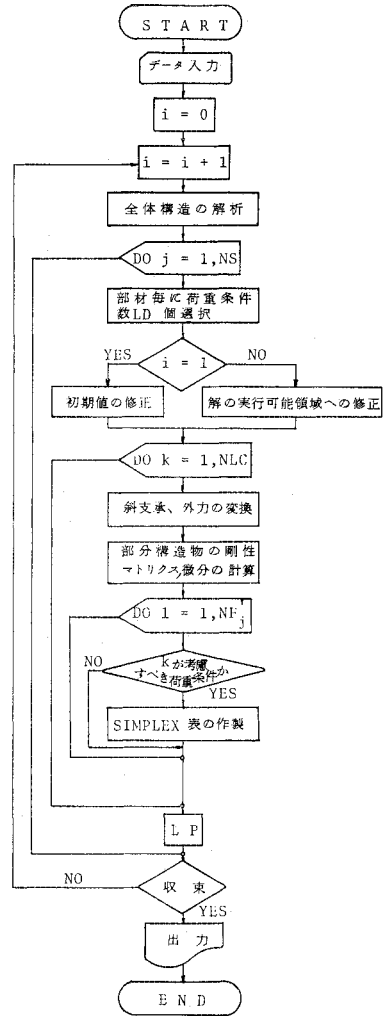 START
データ入力
i = 0
i = i + 1
全体構造の解析
DO j = 1,NS
部材毎に荷重条件
数LD 個選択
YES
i = 1
NO
初期値の修正
解の実行可能領域への修正
DO k = 1,NLC
斜支承、外力の変換
部分構造物の剛性
マトリクス,微分の計算
DO l = 1,NFj
NO
kが考慮
すべき荷重条件か
YES
SIMPLEX 表の作製
LP
NO
収束
YES
出力
END